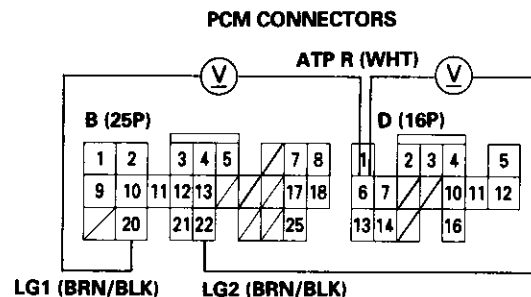 PCM CONNECTORS
ATP R (WHT)
V V
B (25P) D (16P)
1 2 3 4 5 7 8 1 2 3 4 5
9 10 11 12 13 17 18 6 7 10 11 12
20 21 22 25 13 14 16
LG1 (BRN/BLK) LG2 (BRN/BLK)